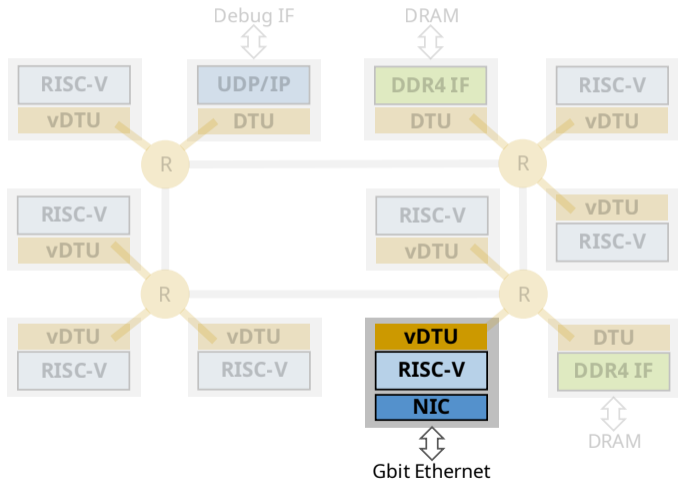 Debug IF
DRAM
RISC-V
vDTU
UDP/IP
DTU
DDR4 IF
DTU
RISC-V
vDTU
R
R
RISC-V
vDTU
RISC-V
vDTU
vDTU
RISC-V
R
R
vDTU
RISC-V
vDTU
RISC-V
vDTU
RISC-V
NIC
DTU
DDR4 IF
DRAM
Gbit Ethernet